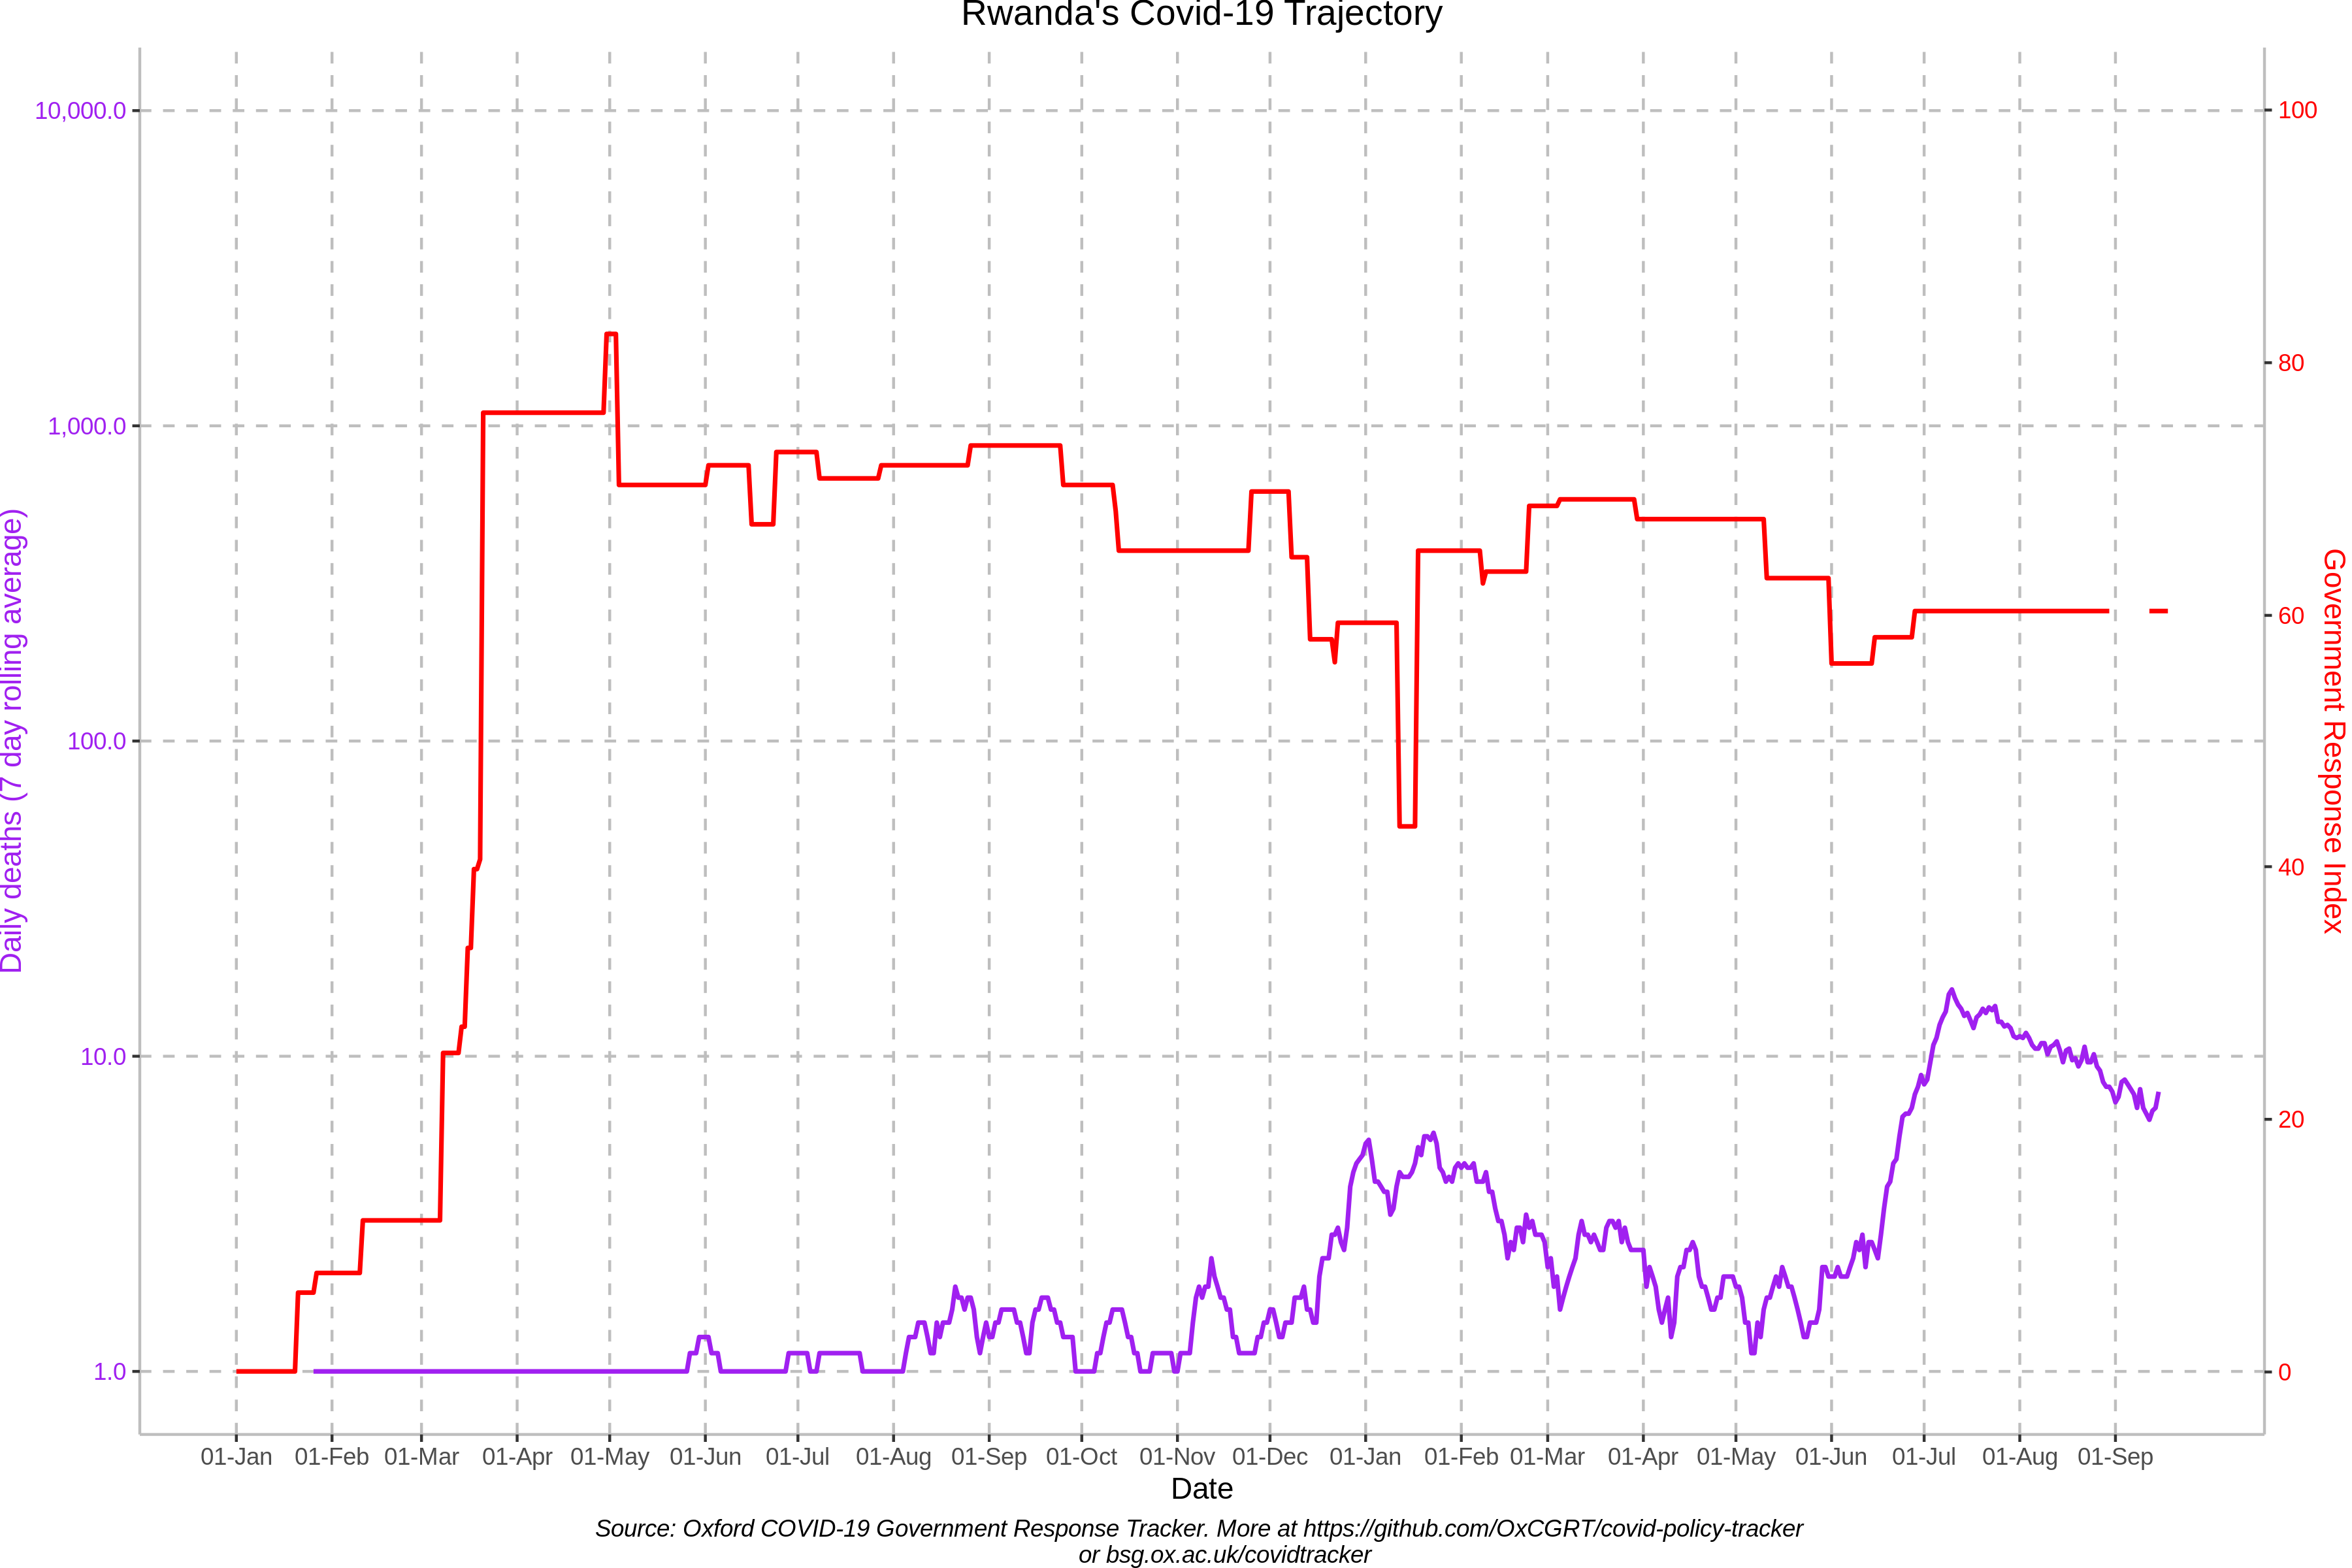 Rwanda's Covid-19 Trajectory
10,000.0
1,000.0
100.0
10.0
1.0
Daily deaths (7 day rolling average)
100
80
60
40
20
0
Government Response Index
01-Jan 01-Feb 01-Mar 01-Apr 01-May 01-Jun 01-Jul 01-Aug 01-Sep 01-Oct 01-Nov 01-Dec 01-Jan 01-Feb 01-Mar 01-Apr 01-May 01-Jun 01-Jul 01-Aug 01-Sep
Date
Source: Oxford COVID-19 Government Response Tracker. More at https://github.com/OxCGRT/covid-policy-tracker
or bsg.ox.ac.uk/covidtracker